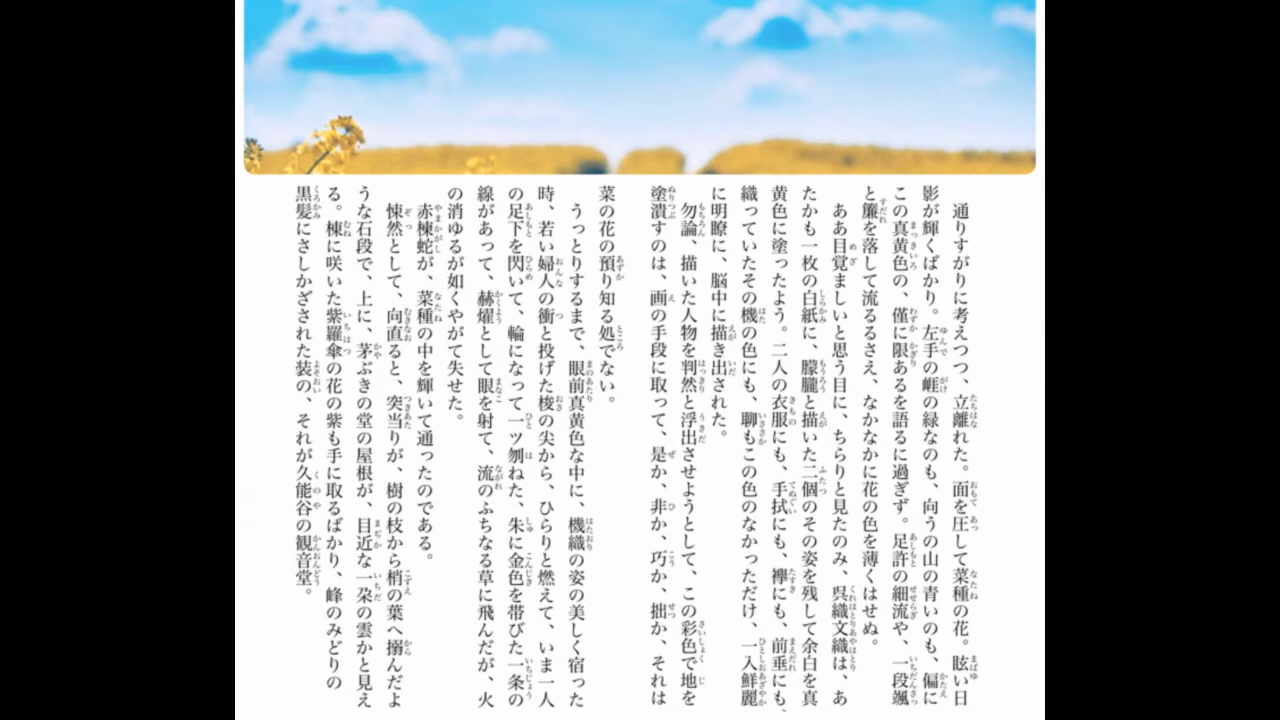 通りすがりに考えつつ、立離れた。面を圧して菜種の花。眩い日
影が輝くばかり。左手の崕の緑なのも、向うの山の青いのも、偏に
この真黄色の、僅に限あるを語るに過ぎず。足許の細流や、一段颯
と簾を落して流るるさえ、なかなかに花の色を薄くはせぬ。
ああ目覚ましいと思う目に、ちらりと見たのみ、呉織文織は、あ
たかも一枚の白紙に、朦朧と描いた二個のその姿を残して余白を真
黄色に塗ったよう。二人の衣服にも、手拭にも、襷にも、前垂にも、
織っていたその機の色にも、聊もこの色のなかっただけ、一入鮮麗
に明瞭に、脳中に描き出された。
勿論、描いた人物を判然と浮出させようとして、この彩色で地を
塗潰すのは、画の手段に取って、是か、非か、巧か、拙か、それは
菜の花の預り知る処でない。
うっとりするまで、眼前真黄色な中に、機織の姿の美しく宿った
時、若い婦人の衝と投げた梭の尖から、ひらりと燃えて、いま一人
の足下を閃いて、輪になって一ツ刎ねた、朱に金色を帯びた一条の
線があって、赫燿として眼を射て、流のふちなる草に飛んだが、火
の消ゆるが如くやがて失せた。
赤楝蛇が、菜種の中を輝いて通ったのである。
悚然として、向直ると、突当りが、樹の枝から梢の葉へ搦んだよ
うな石段で、上に、茅ぶきの堂の屋根が、目近な一朶の雲かと見え
る。棟に咲いた紫羅傘の花の紫も手に取るばかり、峰のみどりの
黒髪にさしかざされた装の、それが久能谷の観音堂。